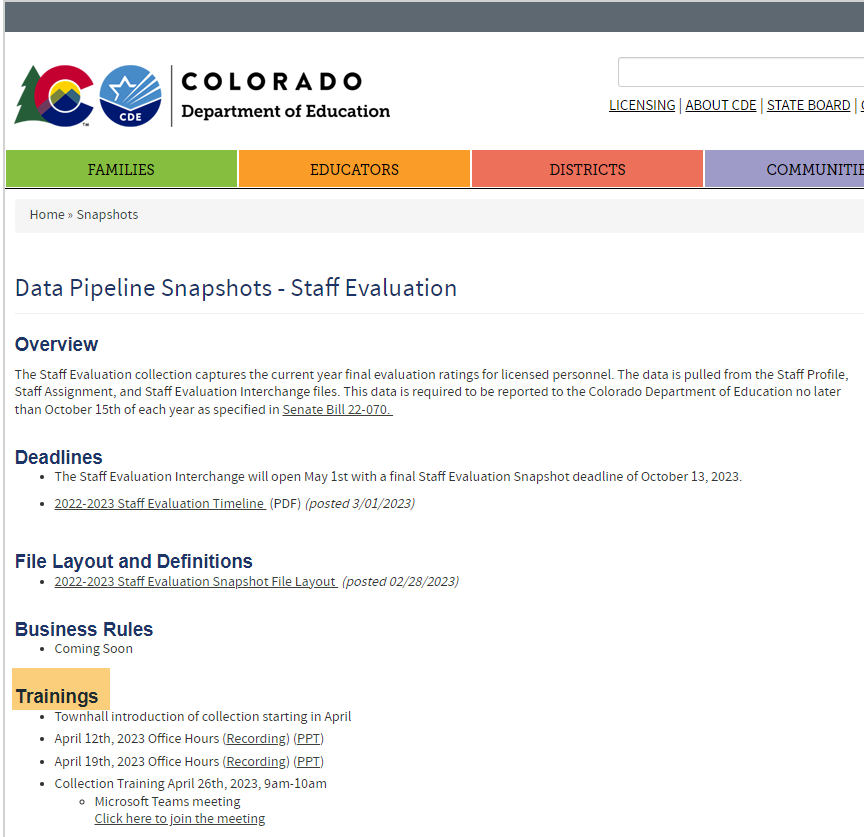 COLORADO
Department of Education
CDE
TM
LICENSING | ABOUT CDE | STATE BOARD |
FAMILIES EDUCATORS DISTRICTS COMMUNITIE
Home » Snapshots
Data Pipeline Snapshots - Staff Evaluation
Overview
The Staff Evaluation collection captures the current year final evaluation ratings for licensed personnel. The data is pulled from the Staff Profile,
Staff Assignment, and Staff Evaluation Interchange files. This data is required to be reported to the Colorado Department of Education no later
than October 15th of each year as specified in Senate Bill 22-070.
Deadlines
• The Staff Evaluation Interchange will open May 1st with a final Staff Evaluation Snapshot deadline of October 13, 2023.
• 2022-2023 Staff Evaluation Timeline (PDF) (posted 3/01/2023)
File Layout and Definitions
• 2022-2023 Staff Evaluation Snapshot File Layout (posted 02/28/2023)
Business Rules
• Coming Soon
Trainings
• Townhall introduction of collection starting in April
• April 12th, 2023 Office Hours (Recording) (PPT)
• April 19th, 2023 Office Hours (Recording) (PPT)
• Collection Training April 26th, 2023, 9am-10am
◦ Microsoft Teams meeting
Click here to join the meeting